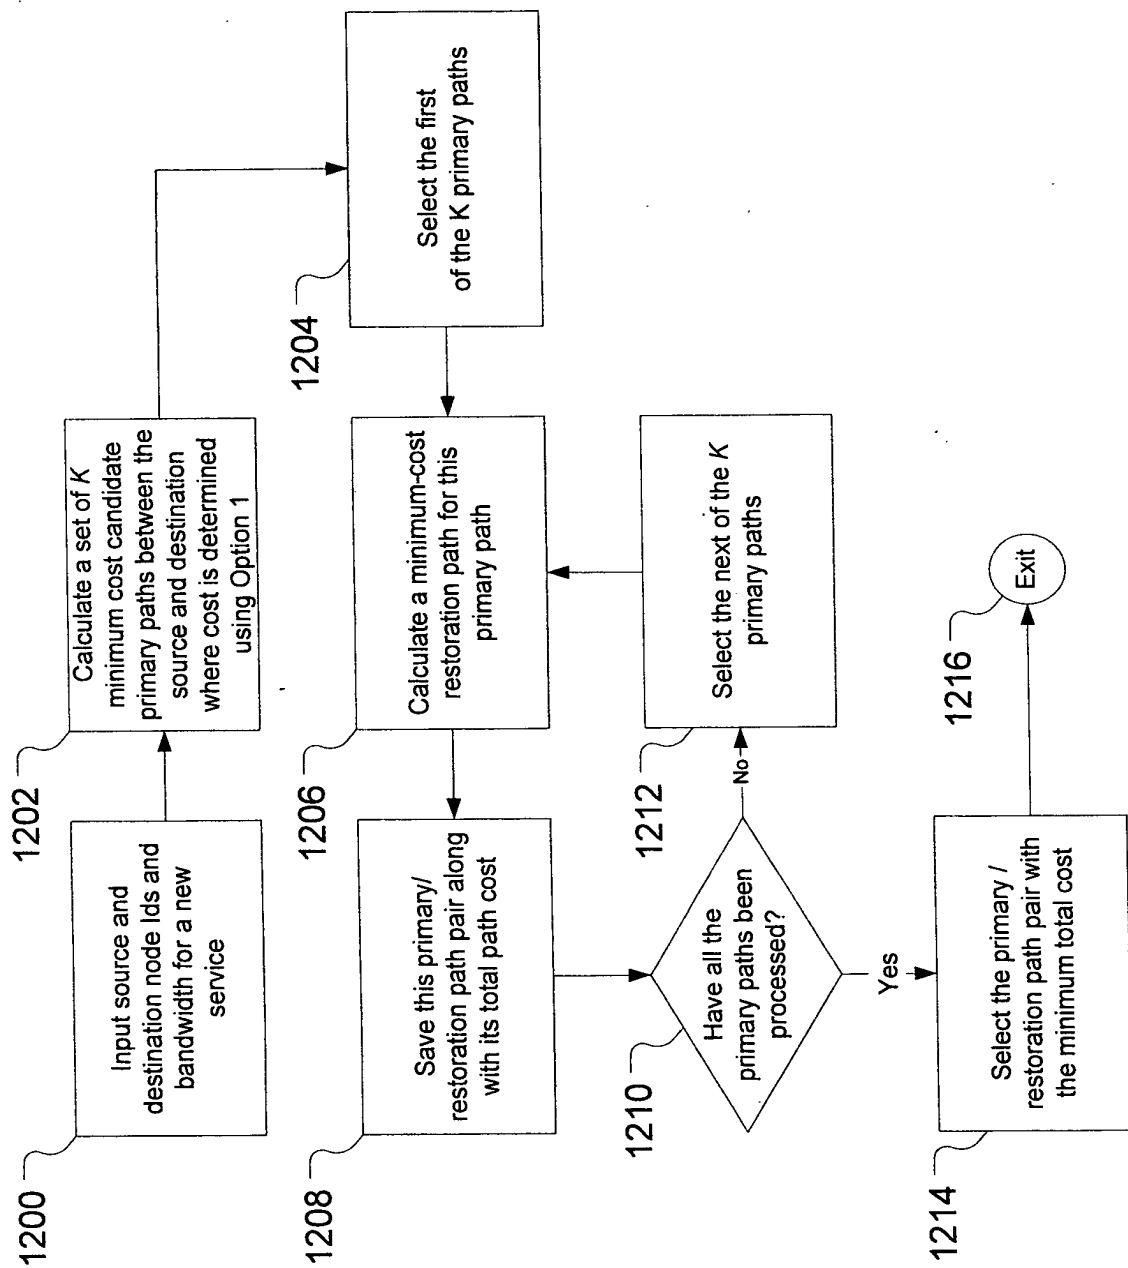 1200
Input source and
destination node Ids and
bandwidth for a new
service
1202
Calculate a set of K
minimum cost candidate
primary paths between the
source and destination
where cost is determined
using Option 1
1204
Select the first
of the K primary paths
1206
Calculate a minimum-cost
restoration path for this
primary path
1208
Save this primary/
restoration path pair along
with its total path cost
1210
Have all the
primary paths been
processed?
No
1212
Select the next of the K
primary paths
Yes
1214
Select the primary /
restoration path pair with
the minimum total cost
1216
Exit